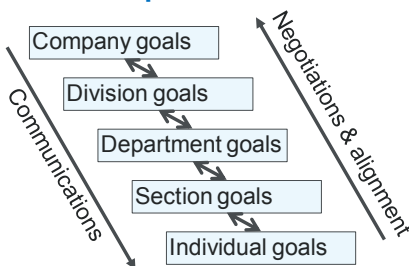 Company goals
Division goals
Department goals
Section goals
Individual goals
Communications
Negotiations & alignment